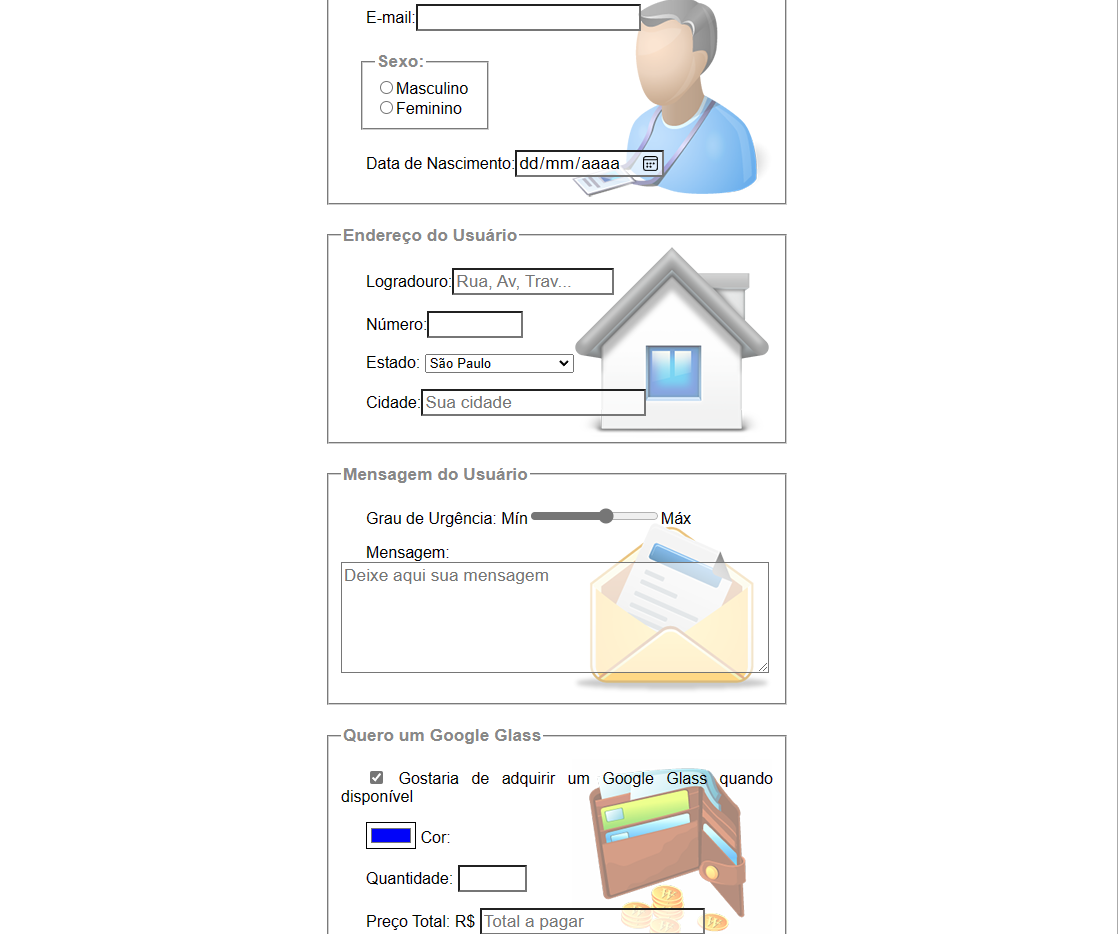 E-mail:
Sexo:
Masculino
Feminino
Data de Nascimento: dd/mm/aaaa
Endereço do Usuário
Logradouro: Rua, Av, Trav...
Número:
Estado: São Paulo
Cidade: Sua cidade
Mensagem do Usuário
Grau de Urgência: Mín Máx
Mensagem:
Deixe aqui sua mensagem
Quero um Google Glass
Gostaria de adquirir um Google Glass quando
disponível
Cor:
Quantidade:
Preço Total: R$ Total a pagar